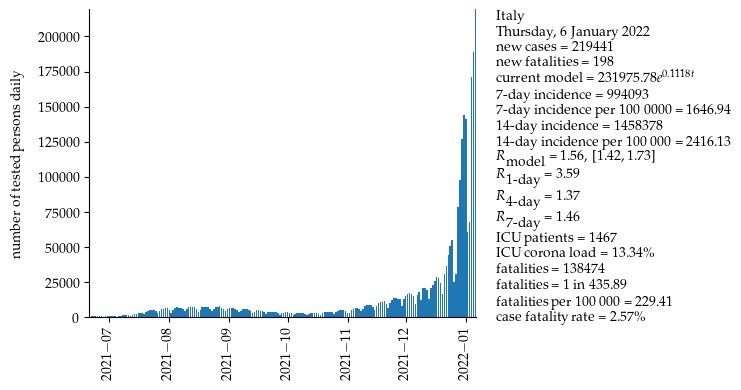 number of tested persons daily
200000
175000
150000
125000
100000
75000
50000
25000
0
2021−07
2021−08
2021−09
2021−10
2021−11
2021−12
2022−01
Italy
Thursday, 6 January 2022
new cases = 219441
new fatalities = 198
current model = 231975.78e^0.1118t
7-day incidence = 994093
7-day incidence per 100 0000 = 1646.94
14-day incidence = 1458378
14-day incidence per 100 000 = 2416.13
R_model = 1.56, [1.42, 1.73]
R_1-day = 3.59
R_4-day = 1.37
R_7-day = 1.46
ICU patients = 1467
ICU corona load = 13.34%
fatalities = 138474
fatalities = 1 in 435.89
fatalities per 100 000 = 229.41
case fatality rate = 2.57%